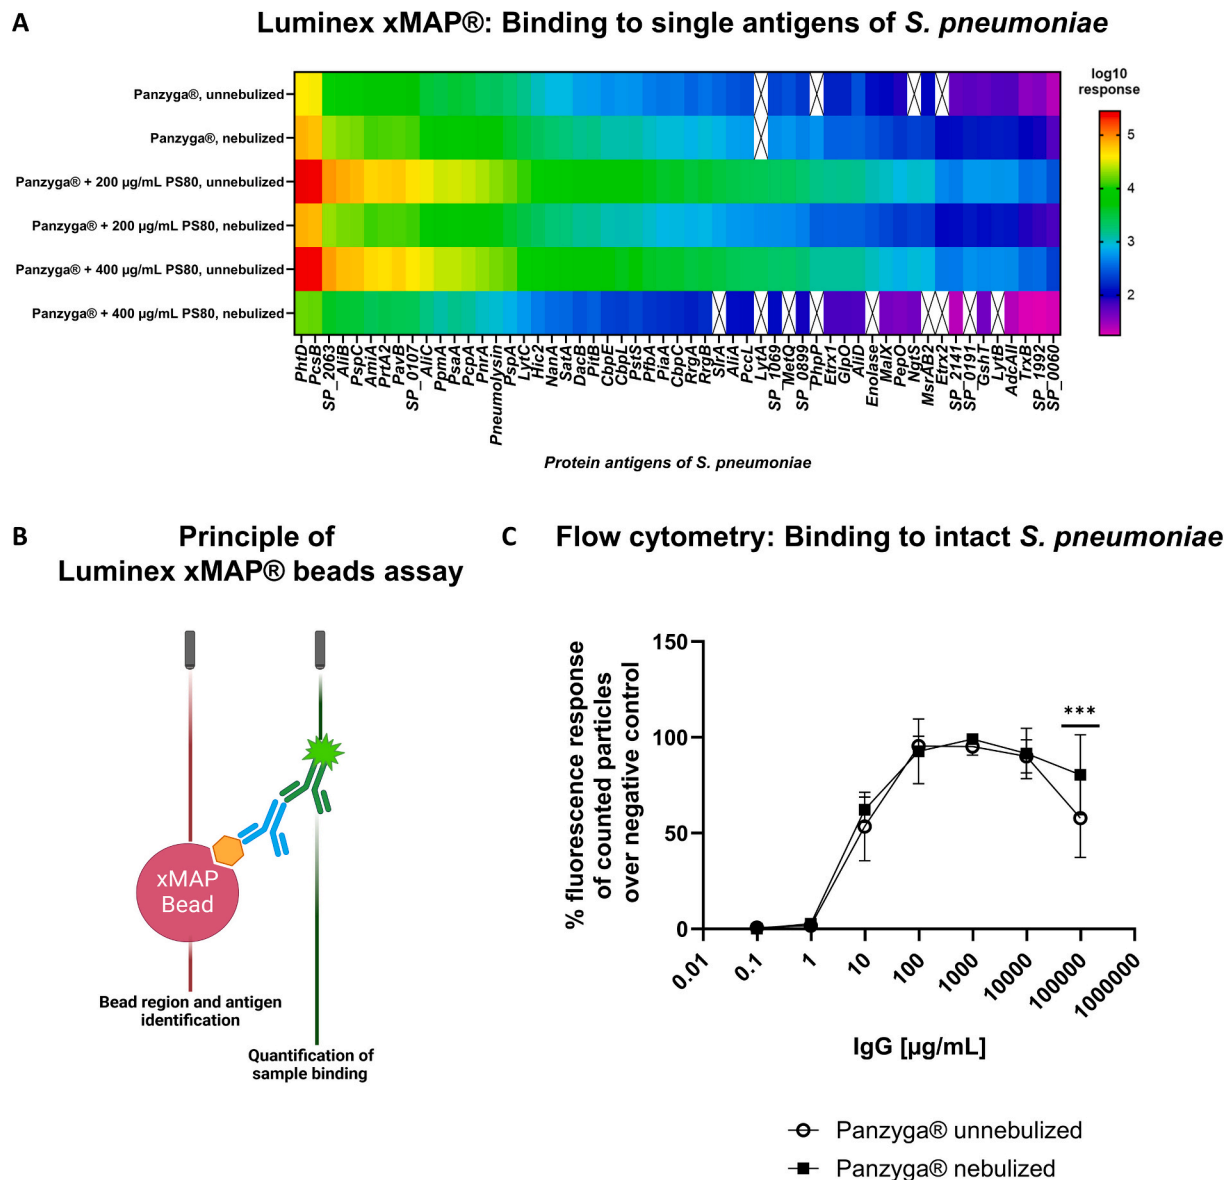 A
Luminex xMAP®: Binding to single antigens of S. pneumoniae
log10
response
Panzyga®, unnebulized
Panzyga®, nebulized
Panzyga® + 200 µg/mL PS80, unnebulized
Panzyga® + 200 µg/mL PS80, nebulized
Panzyga® + 400 µg/mL PS80, unnebulized
Panzyga® + 400 µg/mL PS80, nebulized
5
4
3
2
PhtD
PcsB
SP_2063
AliB
PspC
AmiA
PrtA2
PavB
SP_0107
AliC
PpmA
PsaA
PcpA
PnrA
Pneumolysin
PspA
LytC
Hic2
NanA
SatA
DacB
PitB
CbpE
CbpL
PstS
PfbA
PiaA
CbpC
RrgA
RrgB
SlrA
AliA
PccL
LytA
SP_1069
MetQ
SP_0899
PhpP
Etrx1
GlpO
AliD
Enolase
MalX
PepO
NgtS
MsrAB2
Etrx2
SP_2141
SP_0191
GshT
LytB
AdcAII
TrxB
SP_1992
SP_0060
Protein antigens of S. pneumoniae
B
Principle of
Luminex xMAP® beads assay
xMAP
Bead
Bead region and antigen
identification
Quantification of
sample binding
C
Flow cytometry: Binding to intact S. pneumoniae
% fluorescence response
of counted particles
over negative control
150
100
50
0
***
0.01
0.1
1
10
100
1000
10000
100000
1000000
IgG [µg/mL]
Panzyga® unnebulized
Panzyga® nebulized